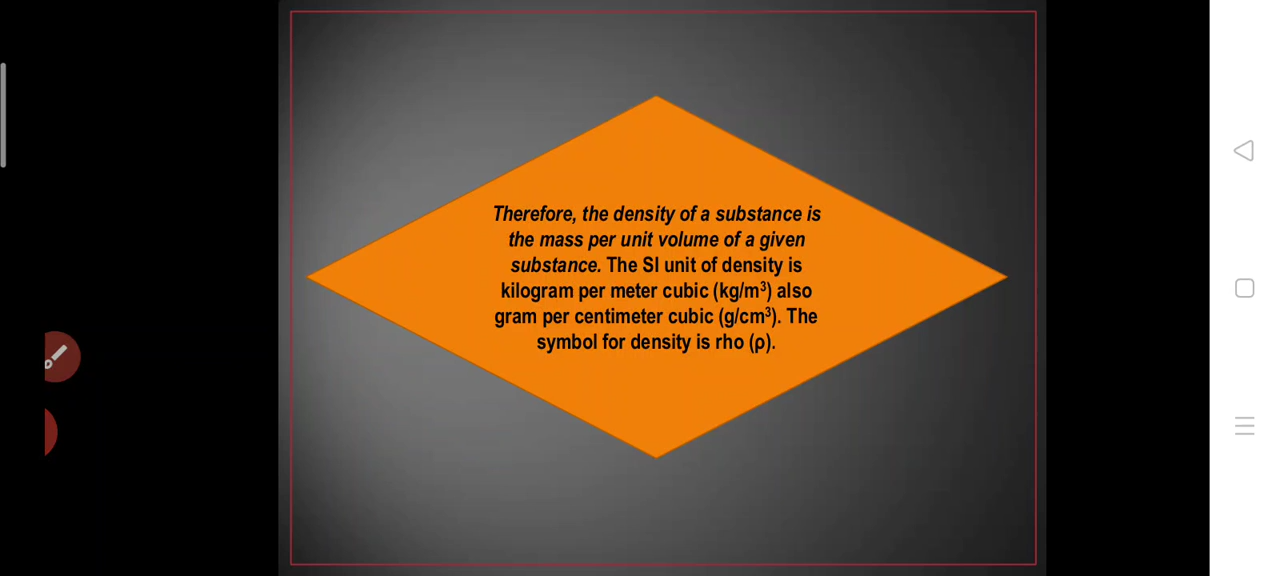 Therefore, the density of a substance is
the mass per unit volume of a given
substance. The SI unit of density is
kilogram per meter cubic (kg/m³) also
gram per centimeter cubic (g/cm³). The
symbol for density is rho (ρ).